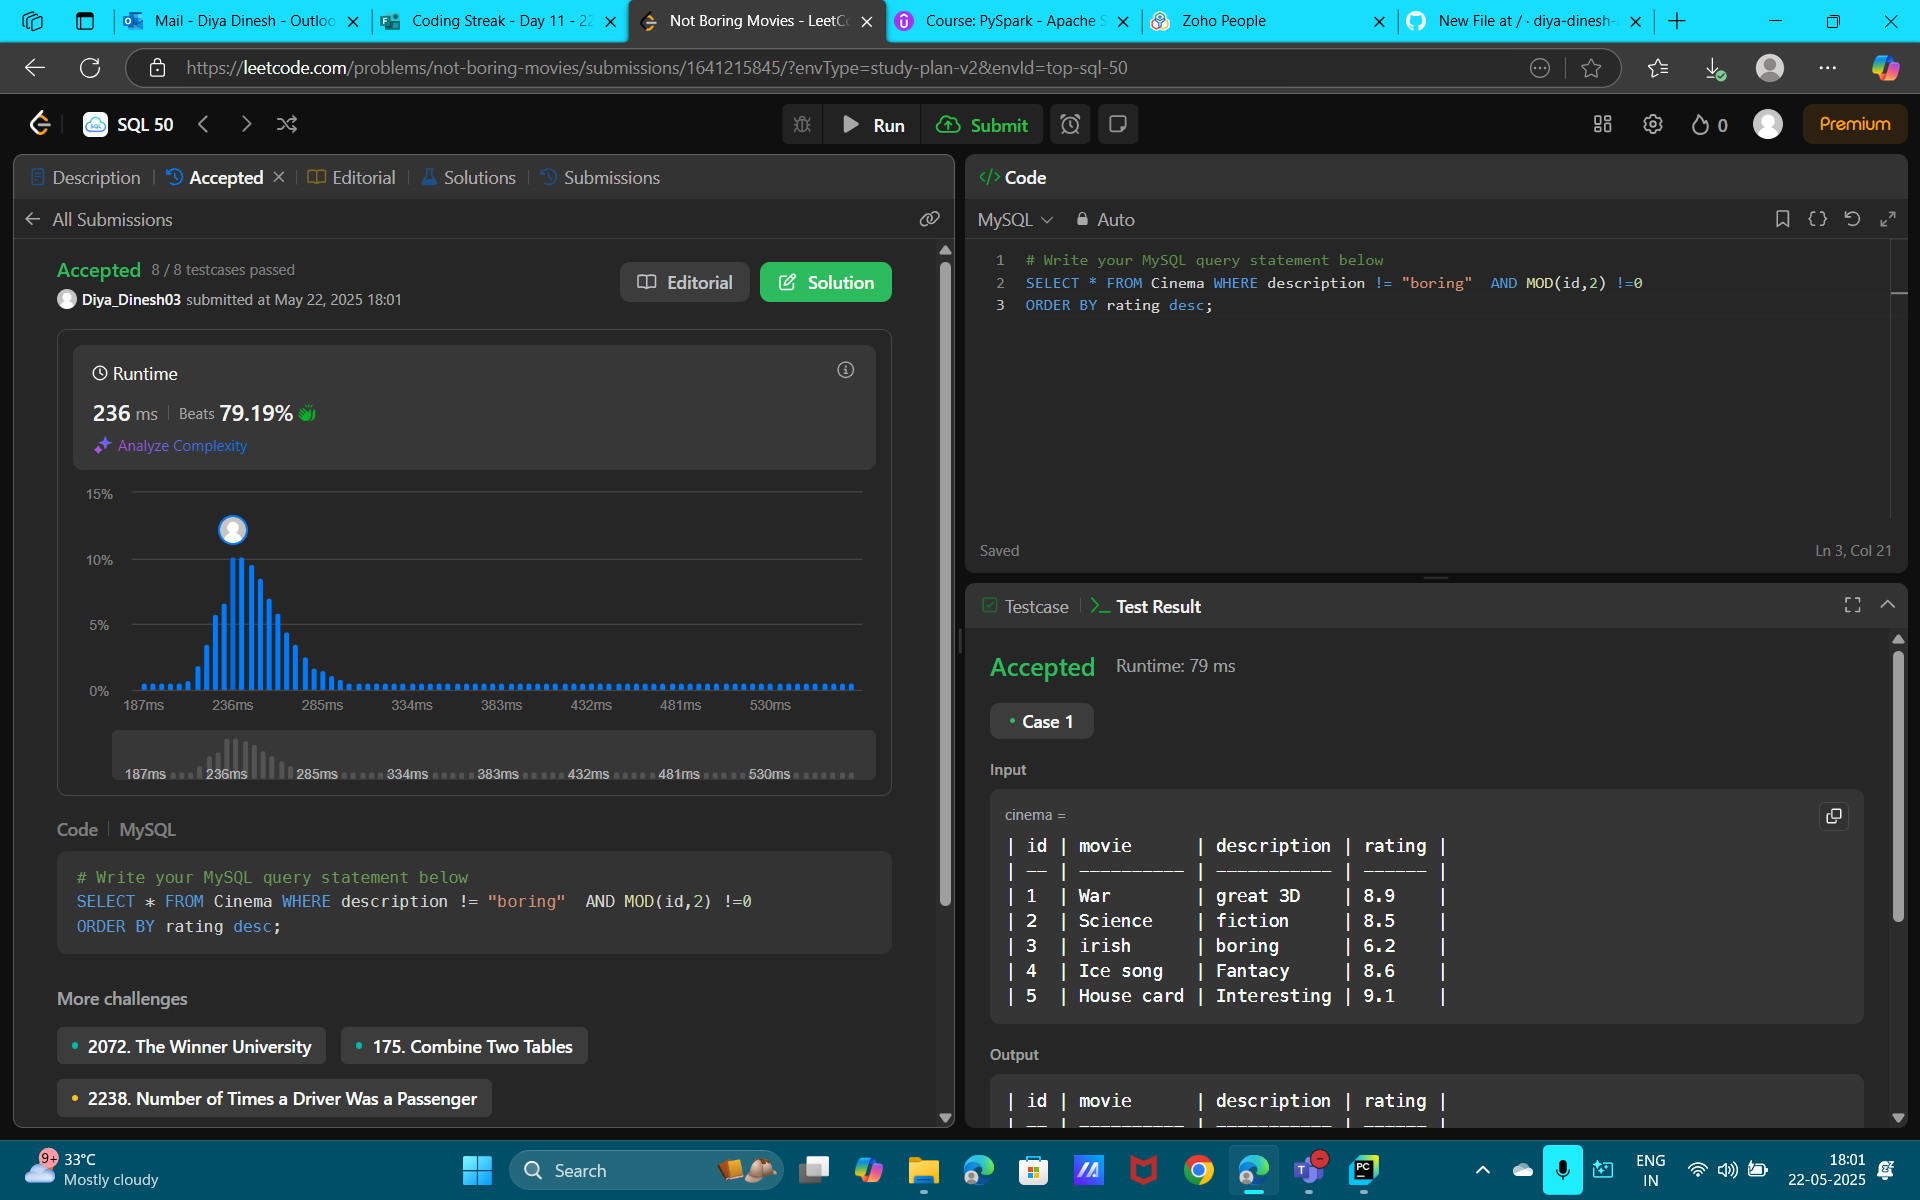 Mail - Diya Dinesh - Outloo
Coding Streak - Day 11 - 22
Not Boring Movies - LeetCo
Course: PySpark - Apache S
Zoho People
New File at / · diya-dinesh-
https://leetcode.com/problems/not-boring-movies/submissions/1641215845/?envType=study-plan-v2&envId=top-sql-50
SQL 50
Run
Submit
0
Premium
Description
Accepted
Editorial
Solutions
Submissions
All Submissions
Accepted 8 / 8 testcases passed
Diya_Dinesh03 submitted at May 22, 2025 18:01
Editorial
Solution
Runtime
236 ms Beats 79.19%
Analyze Complexity
15%
10%
5%
0%
187ms 236ms 285ms 334ms 383ms 432ms 481ms 530ms
187ms 236ms 285ms 334ms 383ms 432ms 481ms 530ms
Code MySQL
# Write your MySQL query statement below
SELECT * FROM Cinema WHERE description != "boring"  AND MOD(id,2) !=0
ORDER BY rating desc;
More challenges
2072. The Winner University
175. Combine Two Tables
2238. Number of Times a Driver Was a Passenger
</> Code
MySQL
Auto
1 # Write your MySQL query statement below
2 SELECT * FROM Cinema WHERE description != "boring"  AND MOD(id,2) !=0
3 ORDER BY rating desc;
Saved
Ln 3, Col 21
Testcase
Test Result
Accepted Runtime: 79 ms
Case 1
Input
cinema =
| id | movie      | description | rating |
| -- | ---------- | ----------- | ------ |
| 1  | War        | great 3D    | 8.9    |
| 2  | Science    | fiction     | 8.5    |
| 3  | irish      | boring      | 6.2    |
| 4  | Ice song   | Fantacy     | 8.6    |
| 5  | House card | Interesting | 9.1    |
Output
| id | movie      | description | rating |
| -- | ---------- | ----------- | ------ |
9+
33°C
Mostly cloudy
Search
PC
ENG
IN
18:01
22-05-2025